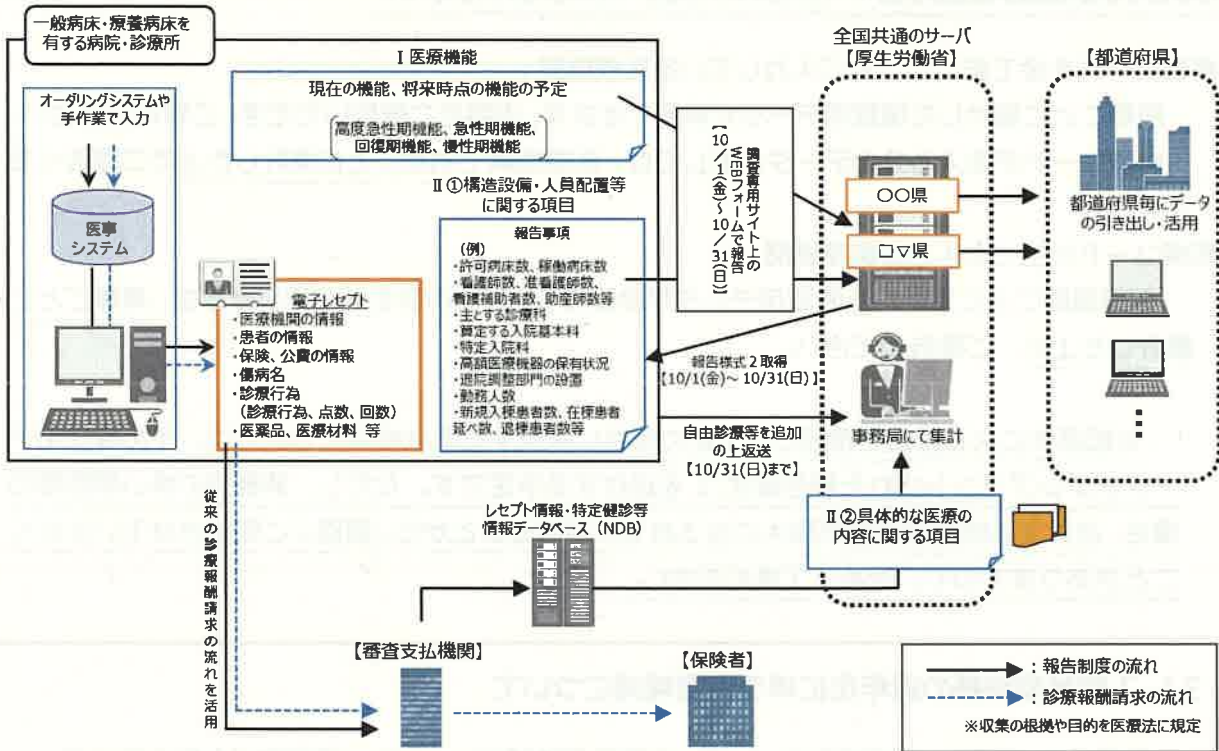 一般病床・療養病床を
有する病院・診療所
オーダリングシステムや
手作業で入力
医事
システム
Ⅰ 医療機能
現在の機能、将来時点の機能の予定
高度急性期機能、急性期機能、
回復期機能、慢性期機能
Ⅱ ①構造設備・人員配置等
に関する項目
報告事項
(例)
・許可病床数、稼働病床数
・看護師数、准看護師数、
看護補助者数、助産師数等
・主とする診療科
・算定する入院基本料
・特定入院料
・高額医療機器の保有状況
・退院調整部門の設置
・勤務人数
・新規入棟患者数、在棟患者
延べ数、退棟患者数等
電子レセプト
・医療機関の情報
・患者の情報
・保険、公費の情報
・傷病名
・診療行為
(診療行為、点数、回数)
・医薬品、医療材料 等
調査専用サイト上の
WEBフォームで報告
【10/1(金)～10/31(日)】
全国共通のサーバ
【厚生労働省】
〇〇県
□▽県
報告様式2取得
【10/1(金)～10/31(日)】
自由診療等を追加
の上返送
【10/31(日)まで】
事務局にて集計
Ⅱ ②具体的な医療の
内容に関する項目
【都道府県】
都道府県毎にデータ
の引き出し・活用
従来の診療報酬請求の流れを活用
レセプト情報・特定健診等
情報データベース(NDB)
【審査支払機関】
【保険者】
:報告制度の流れ
:診療報酬請求の流れ
※収集の根拠や目的を医療法に規定